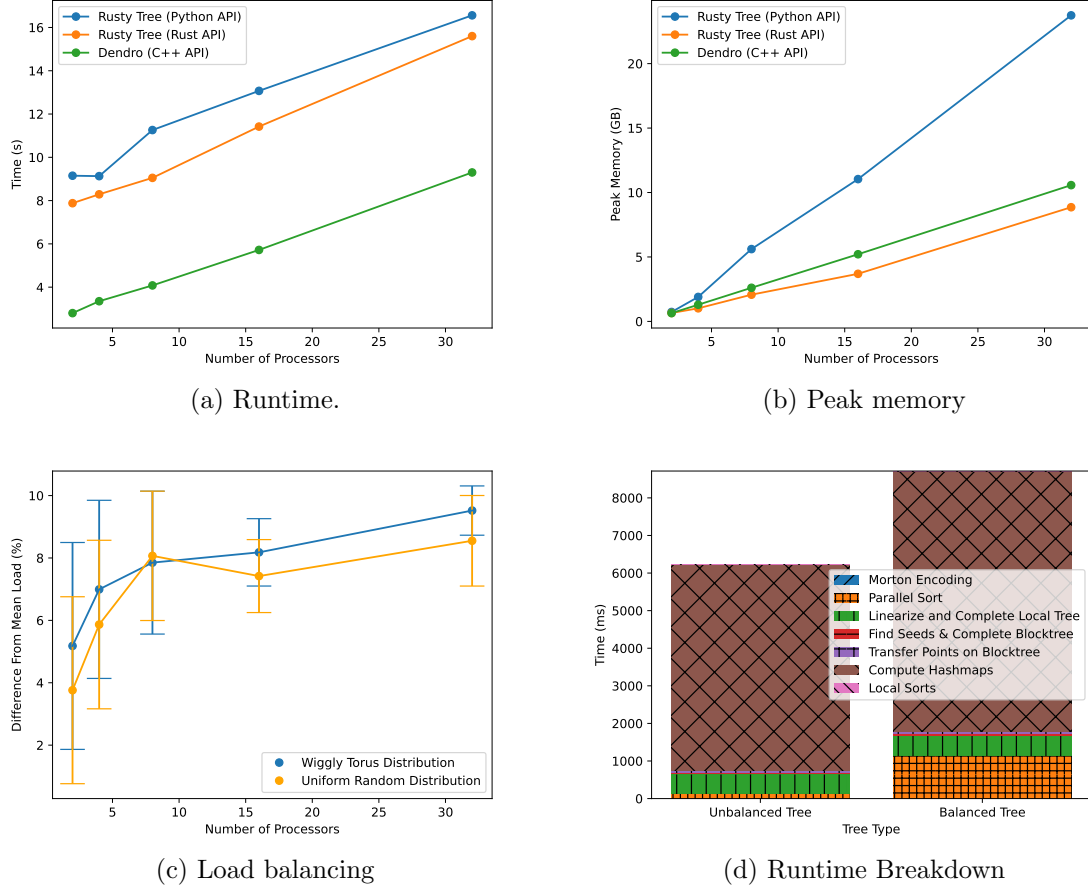 Rusty Tree (Python API)
Rusty Tree (Rust API)
Dendro (C++ API)
16
14
12
10
8
6
4
Time (s)
5
10
15
20
25
30
Number of Processors
(a) Runtime.
Rusty Tree (Python API)
Rusty Tree (Rust API)
Dendro (C++ API)
20
15
10
5
0
Peak Memory (GB)
5
10
15
20
25
30
Number of Processors
(b) Peak memory
10
8
6
4
2
Difference From Mean Load (%)
Wiggly Torus Distribution
Uniform Random Distribution
5
10
15
20
25
30
Number of Processors
(c) Load balancing
8000
7000
6000
5000
4000
3000
2000
1000
0
Time (ms)
Morton Encoding
Parallel Sort
Linearize and Complete Local Tree
Find Seeds & Complete Blocktree
Transfer Points on Blocktree
Compute Hashmaps
Local Sorts
Unbalanced Tree
Balanced Tree
Tree Type
(d) Runtime Breakdown